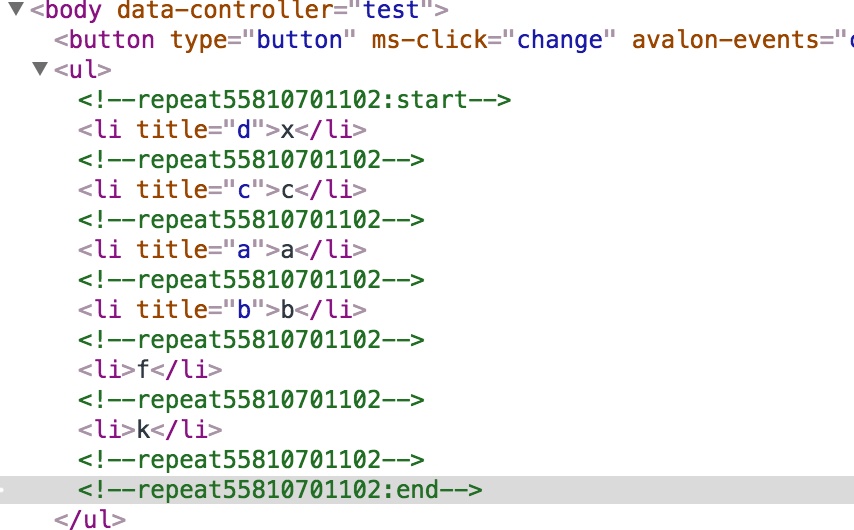 <body data-controller="test">
<button type="button" ms-click="change" avalon-events="
<ul>
<!--repeat55810701102:start-->
<li title="d">x</li>
<!--repeat55810701102-->
<li title="c">c</li>
<!--repeat55810701102-->
<li title="a">a</li>
<!--repeat55810701102-->
<li title="b">b</li>
<!--repeat55810701102-->
<li>f</li>
<!--repeat55810701102-->
<li>k</li>
<!--repeat55810701102-->
<!--repeat55810701102:end-->
</ul>